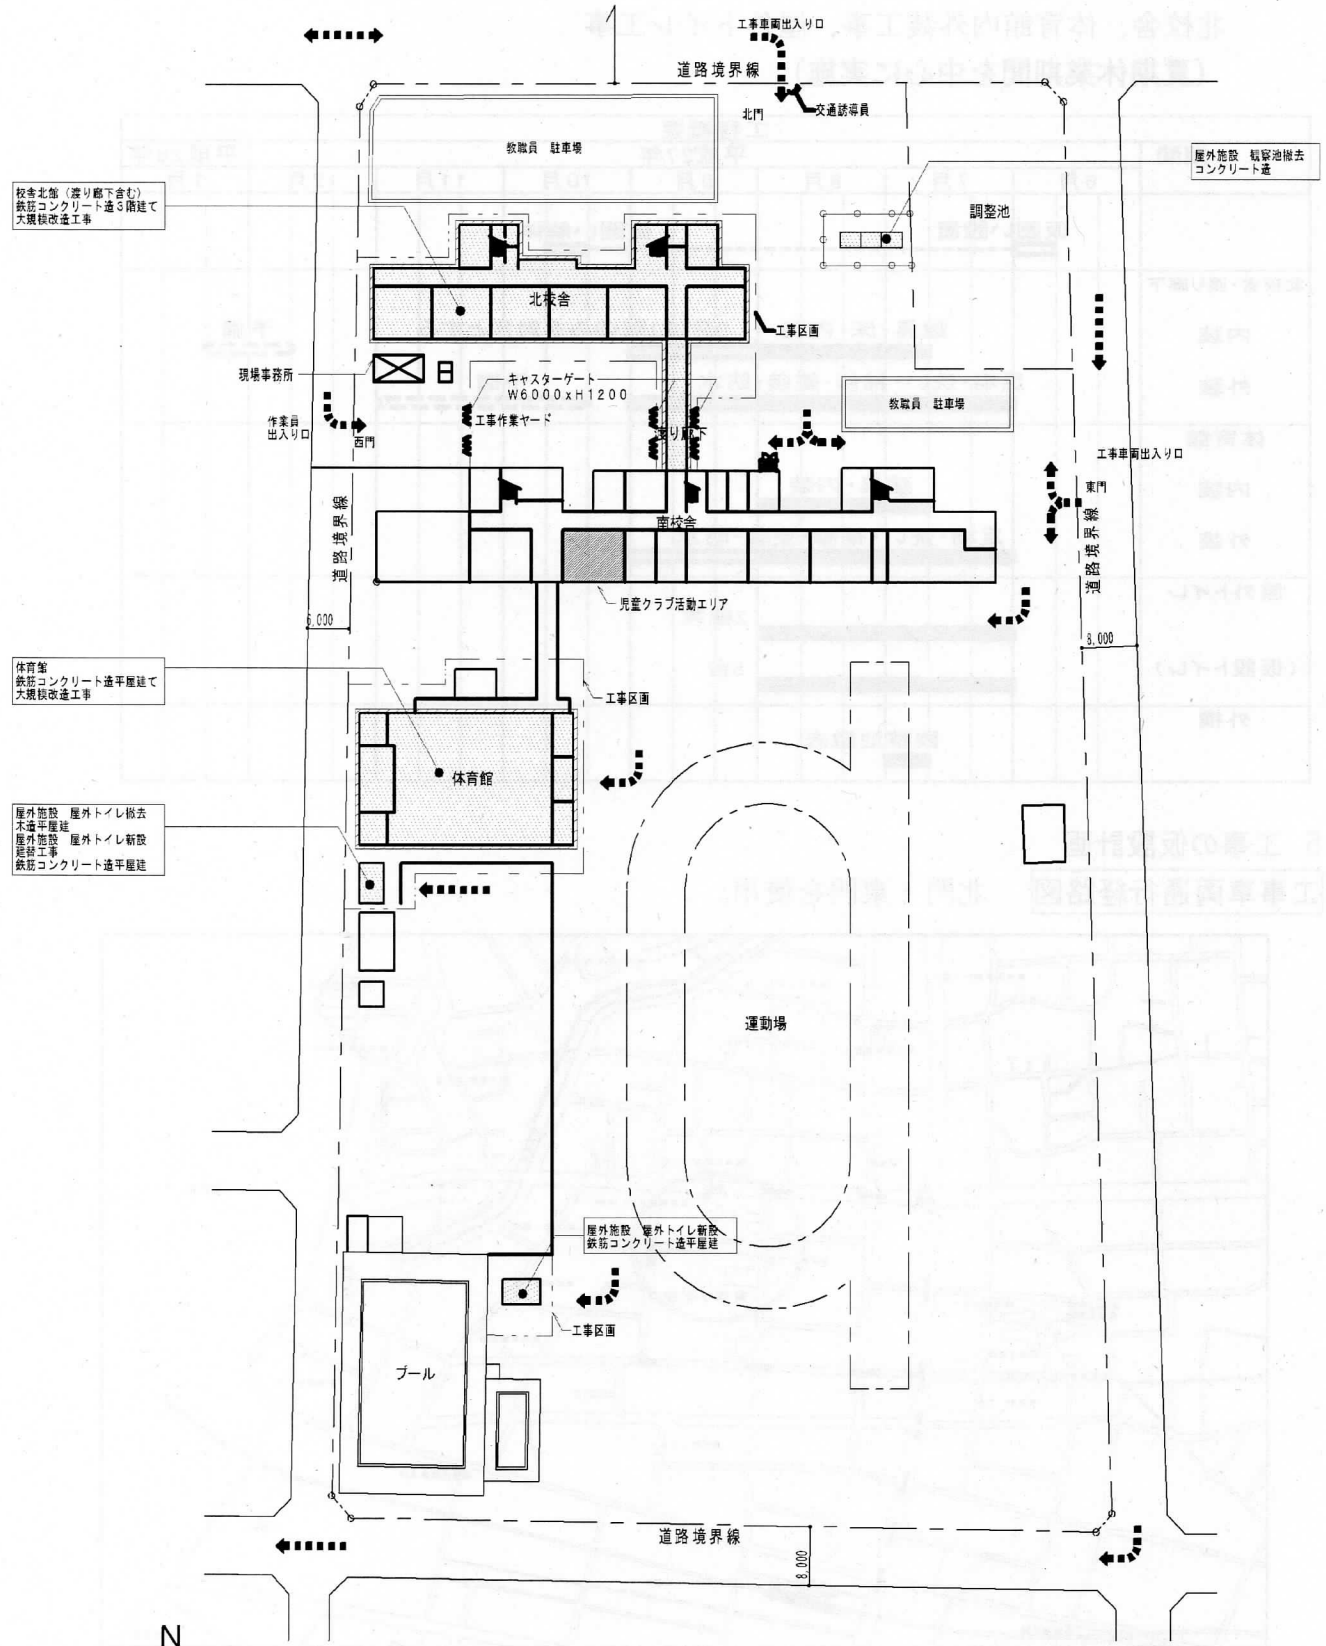 工事車両出入り口
道路境界線
北門
交通誘導員
教職員 駐車場
屋外施設 観察池撤去
コンクリート造
校舎北館（渡り廊下含む）
鉄筋コンクリート造3階建て
大規模改造工事
調整池
北校舎
工事区画
現場事務所
キャスターゲート
W6000xH1200
教職員 駐車場
作業員
出入り口
西門
工事作業ヤード
渡り廊下
工事車両出入り口
東門
南校舎
道路境界線
道路境界線
児童クラブ活動エリア
6,000
8,000
体育館
鉄筋コンクリート造平屋建て
大規模改造工事
工事区画
体育館
屋外施設 屋外トイレ撤去
木造平屋建
屋外施設 屋外トイレ新設
建替工事
鉄筋コンクリート造平屋建
運動場
屋外施設 屋外トイレ新設
鉄筋コンクリート造平屋建
工事区画
プール
道路境界線
8,000
N